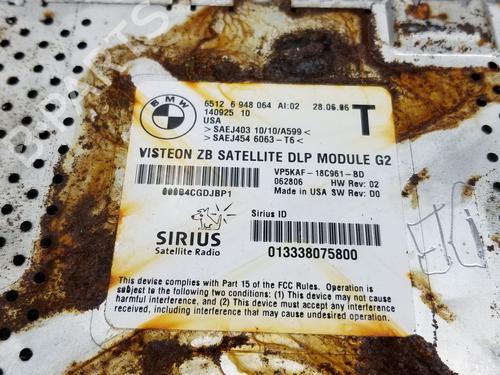 BMW
6512 6 948 064 AI:02 28.06.06
140925 10
USA
> SAEJ403 10/10/A599 <
> SAEJ454 6063-T6 <
T
VISTEON ZB SATELLITE DLP MODULE G2
VP5KAF-18C961-BD
062806 HW Rev: 02
Made in USA SW Rev: D0
00084CGDJBP1
SIRIUS
Satellite Radio
Sirius ID
013338075800
This device complies with Part 15 of the FCC Rules. Operation is
subject to the following two conditions: (1) This device may not cause
harmful interference, and (2) This device must accept any interference
received, including interference that may cause undesired operation.
B-PARTS